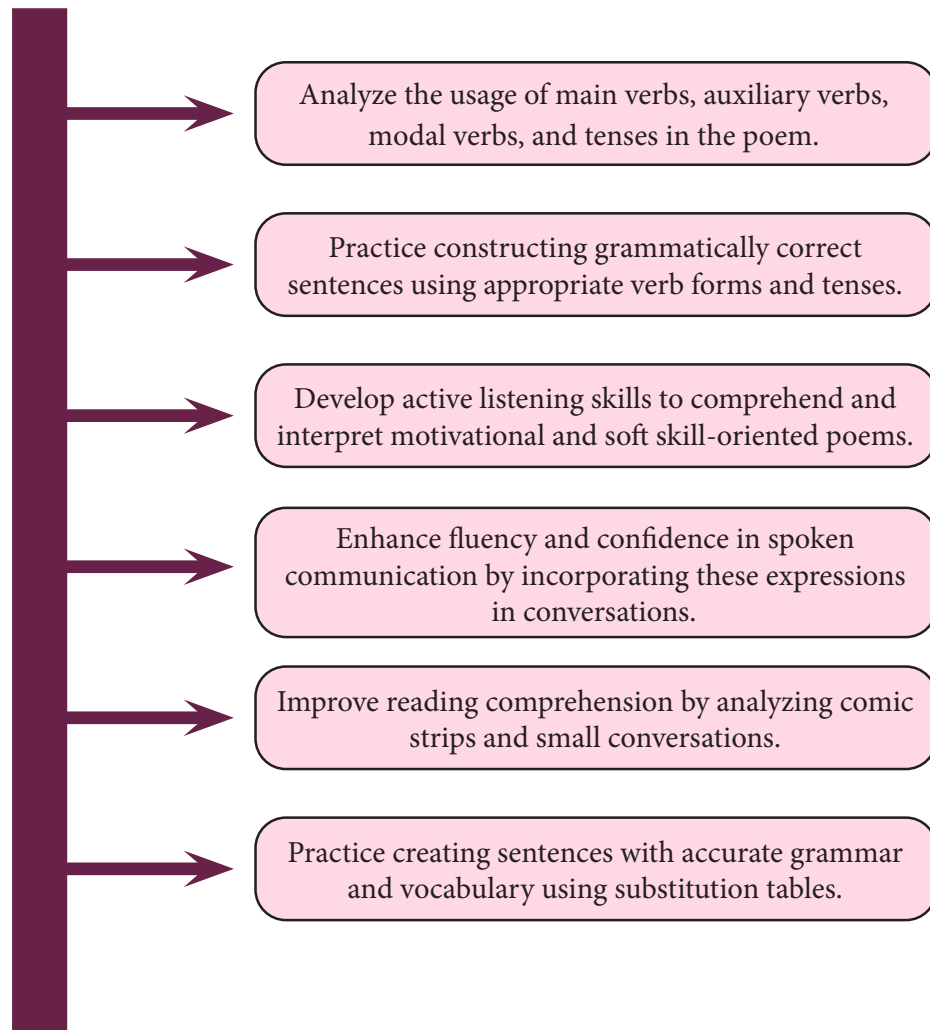 Analyze the usage of main verbs, auxiliary verbs,
modal verbs, and tenses in the poem.
Practice constructing grammatically correct
sentences using appropriate verb forms and tenses.
Develop active listening skills to comprehend and
interpret motivational and soft skill-oriented poems.
Enhance fluency and confidence in spoken
communication by incorporating these expressions
in conversations.
Improve reading comprehension by analyzing comic
strips and small conversations.
Practice creating sentences with accurate grammar
and vocabulary using substitution tables.